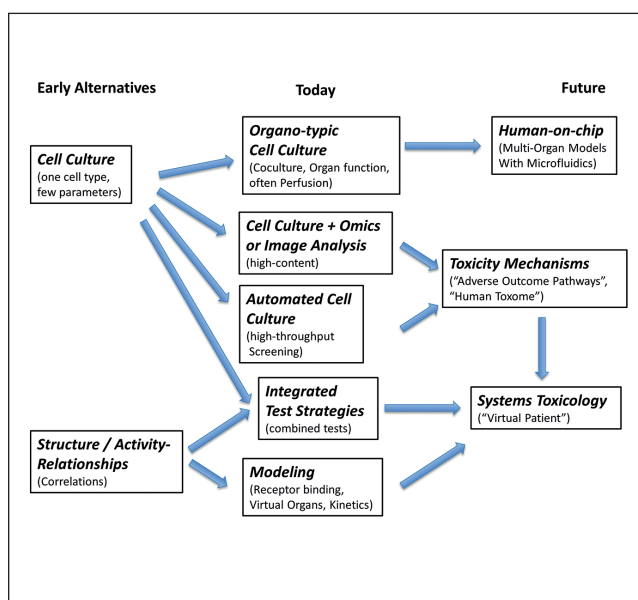 Early Alternatives
Today
Future
Cell Culture
(one cell type,
few parameters)
Organo-typic
Cell Culture
(Coculture, Organ function,
often Perfusion)
Human-on-chip
(Multi-Organ Models
With Microfluidics)
Cell Culture + Omics
or Image Analysis
(high-content)
Toxicity Mechanisms
(“Adverse Outcome Pathways”,
“Human Toxome”)
Automated Cell
Culture
(high-throughput
Screening)
Integrated
Test Strategies
(combined tests)
Systems Toxicology
(“Virtual Patient”)
Structure / Activity-
Relationships
(Correlations)
Modeling
(Receptor binding,
Virtual Organs, Kinetics)